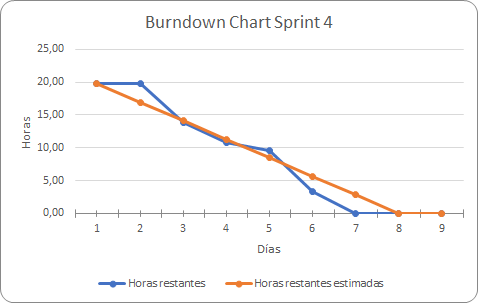 Burndown Chart Sprint 4
25,00
20,00
15,00
10,00
5,00
0,00
Horas
1 2 3 4 5 6 7 8 9
Días
Horas restantes Horas restantes estimadas